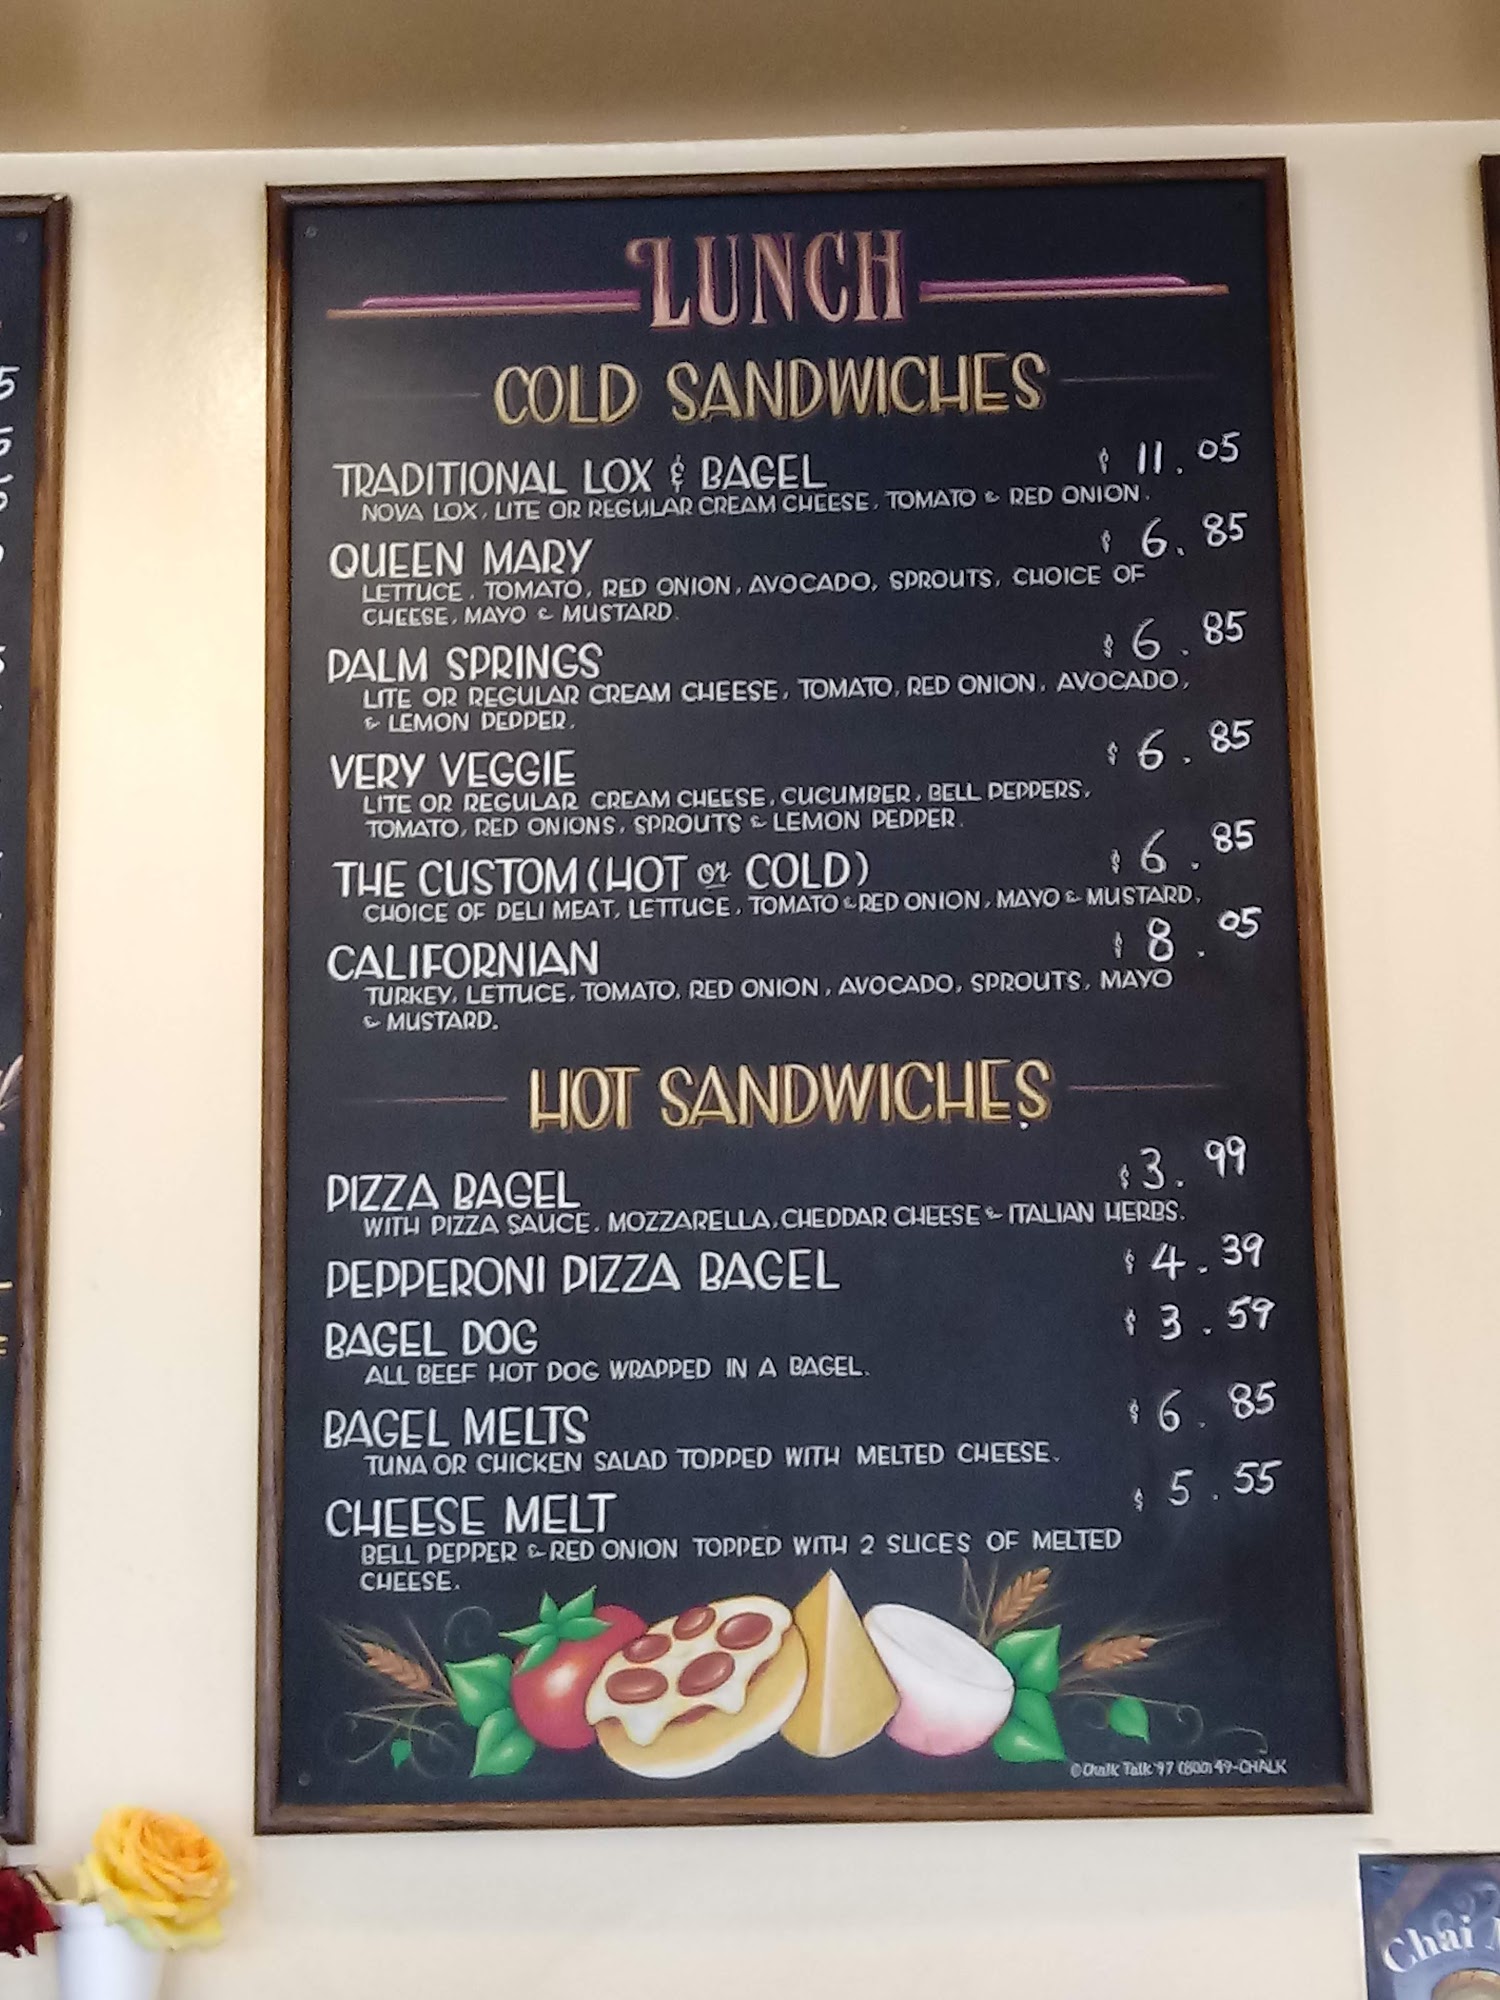 LUNCH
COLD SANDWICHES
TRADITIONAL LOX & BAGEL $ 11.05
NOVA LOX, LITE OR REGULAR CREAM CHEESE, TOMATO & RED ONION.
QUEEN MARY $ 6.85
LETTUCE, TOMATO, RED ONION, AVOCADO, SPROUTS, CHOICE OF
CHEESE, MAYO & MUSTARD.
PALM SPRINGS $ 6.85
LITE OR REGULAR CREAM CHEESE, TOMATO, RED ONION, AVOCADO,
& LEMON PEPPER.
VERY VEGGIE $ 6.85
LITE OR REGULAR CREAM CHEESE, CUCUMBER, BELL PEPPERS,
TOMATO, RED ONIONS, SPROUTS & LEMON PEPPER.
THE CUSTOM (HOT or COLD) $ 6.85
CHOICE OF DELI MEAT, LETTUCE, TOMATO & RED ONION, MAYO & MUSTARD.
CALIFORNIAN $ 8.05
TURKEY, LETTUCE, TOMATO, RED ONION, AVOCADO, SPROUTS, MAYO
& MUSTARD.
HOT SANDWICHES
PIZZA BAGEL $ 3.99
WITH PIZZA SAUCE, MOZZARELLA, CHEDDAR CHEESE & ITALIAN HERBS.
PEPPERONI PIZZA BAGEL $ 4.39
BAGEL DOG $ 3.59
ALL BEEF HOT DOG WRAPPED IN A BAGEL.
BAGEL MELTS $ 6.85
TUNA OR CHICKEN SALAD TOPPED WITH MELTED CHEESE.
CHEESE MELT $ 5.55
BELL PEPPER & RED ONION TOPPED WITH 2 SLICES OF MELTED
CHEESE.
© Chalk Talk '97 (800) 49-CHALK
Chai